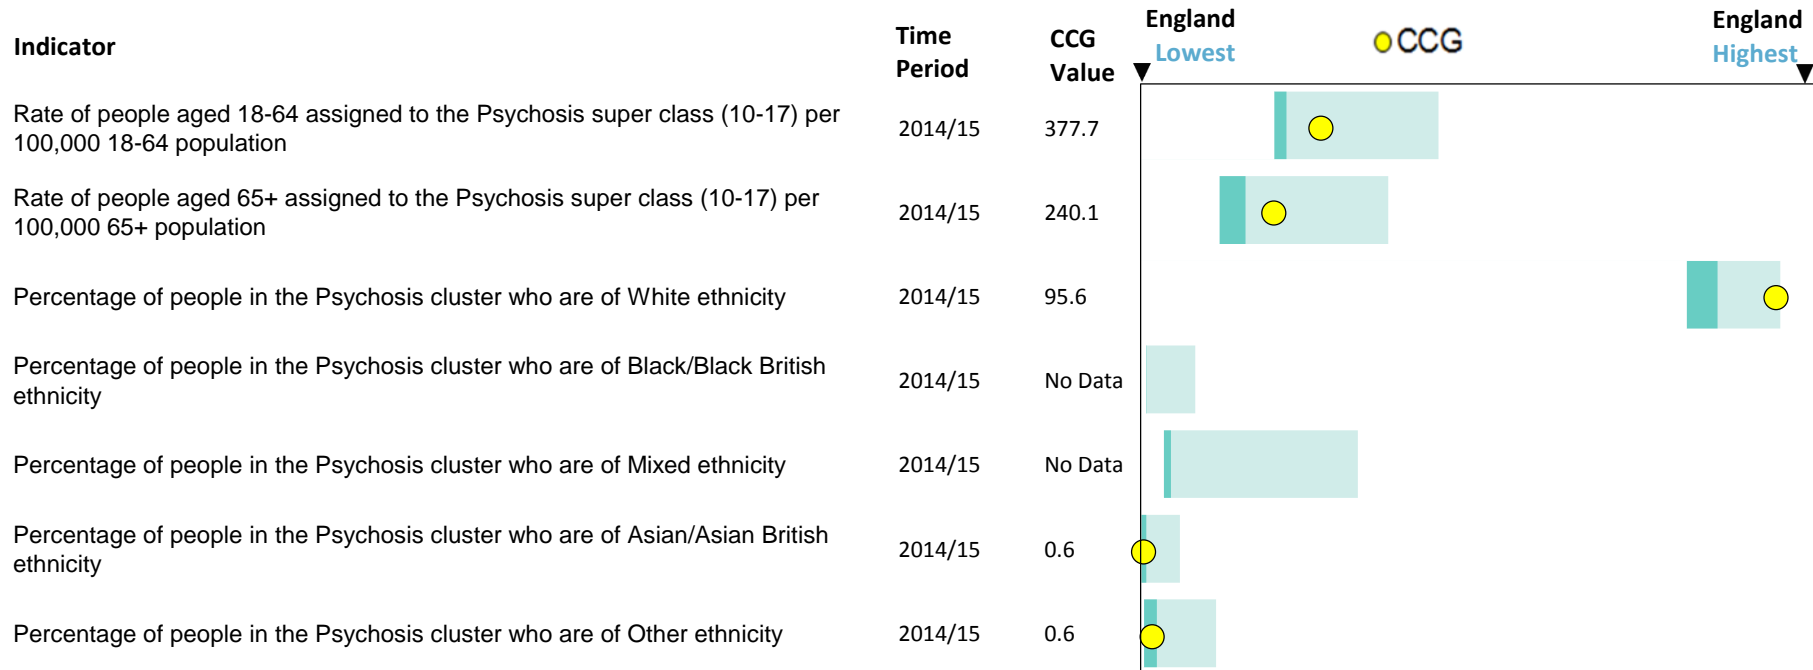 Indicator
Time
Period
CCG
Value
England
Lowest
CCG
England
Highest
Rate of people aged 18-64 assigned to the Psychosis super class (10-17) per
100,000 18-64 population
2014/15
377.7
Rate of people aged 65+ assigned to the Psychosis super class (10-17) per
100,000 65+ population
2014/15
240.1
Percentage of people in the Psychosis cluster who are of White ethnicity
2014/15
95.6
Percentage of people in the Psychosis cluster who are of Black/Black British
ethnicity
2014/15
No Data
Percentage of people in the Psychosis cluster who are of Mixed ethnicity
2014/15
No Data
Percentage of people in the Psychosis cluster who are of Asian/Asian British
ethnicity
2014/15
0.6
Percentage of people in the Psychosis cluster who are of Other ethnicity
2014/15
0.6